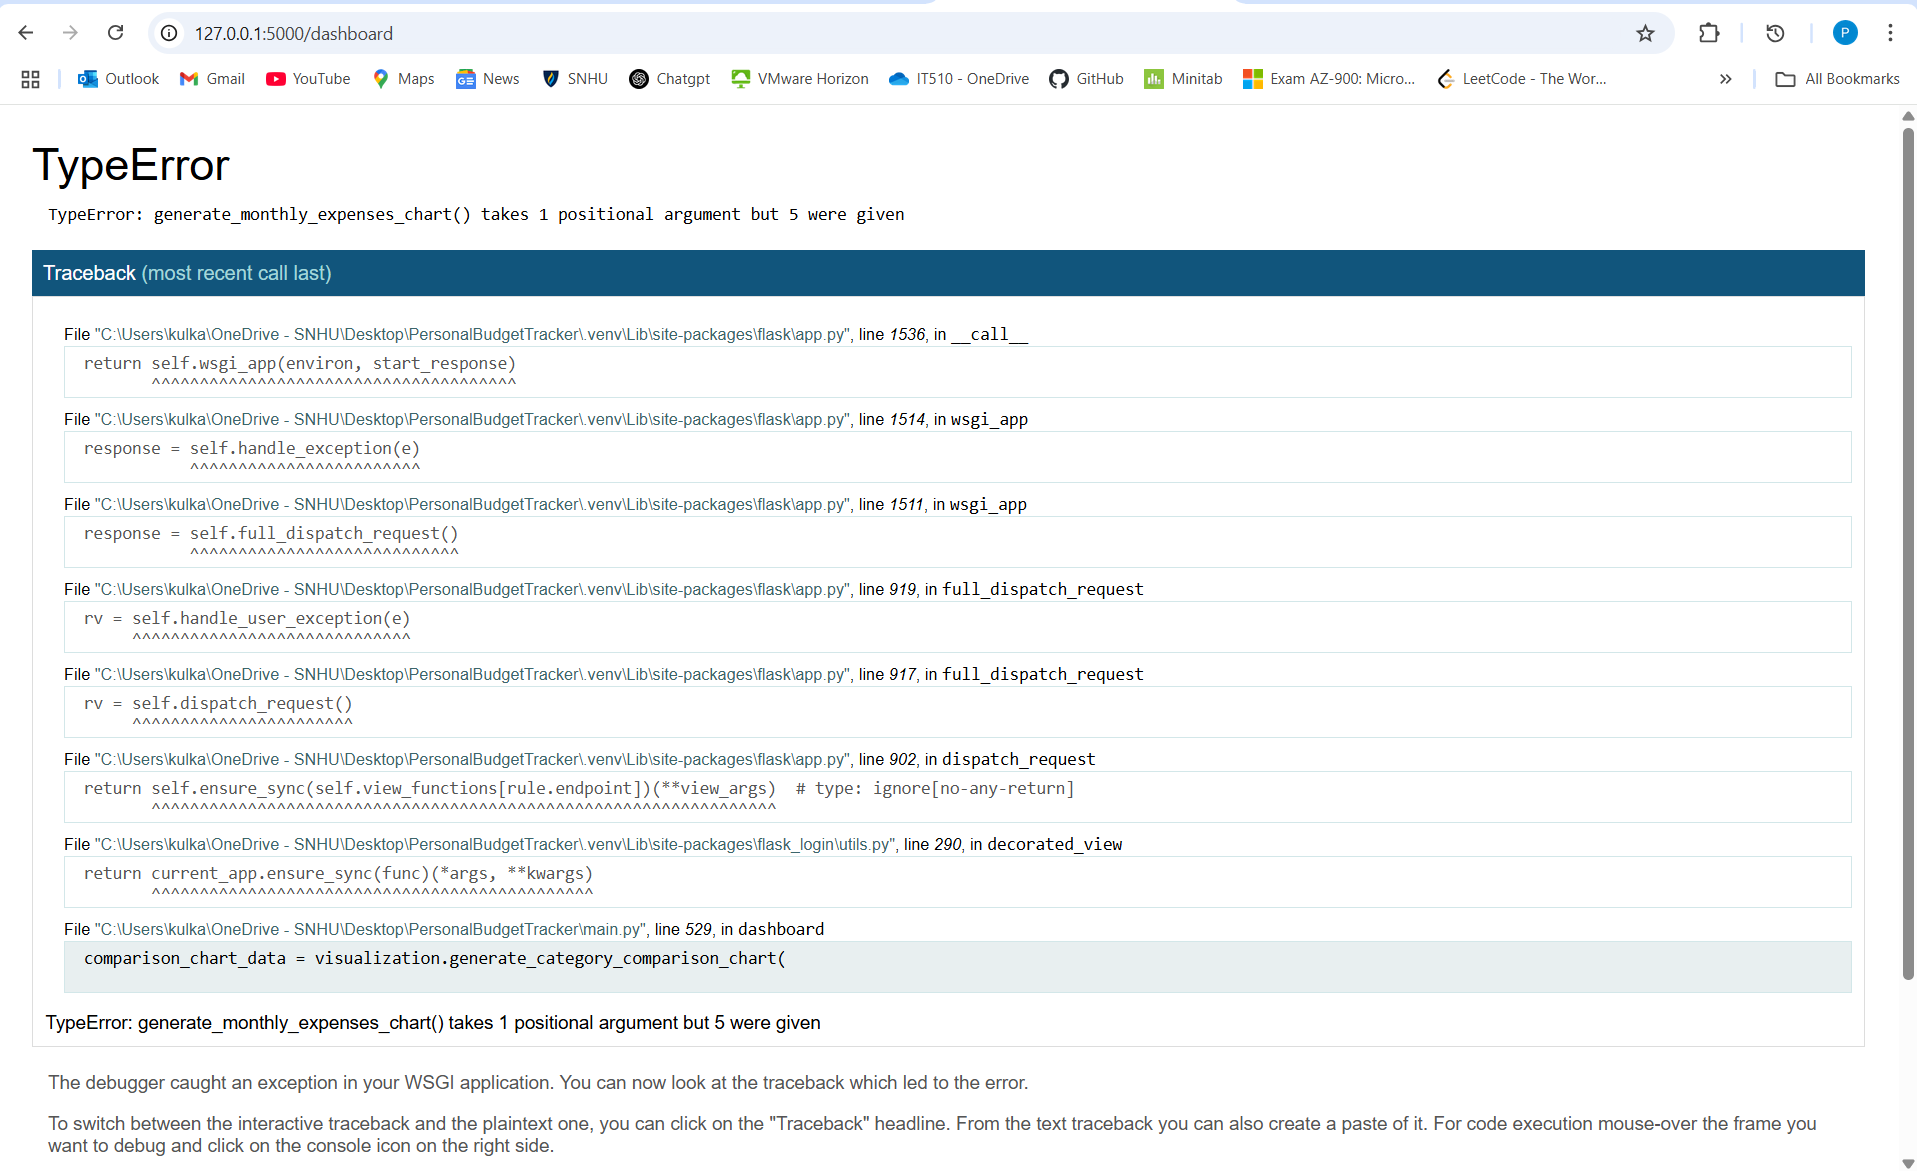 127.0.0.1:5000/dashboard
P
Outlook Gmail YouTube Maps News SNHU Chatgpt VMware Horizon IT510 - OneDrive GitHub Minitab Exam AZ-900: Micro... LeetCode - The Wor... » All Bookmarks
TypeError
TypeError: generate_monthly_expenses_chart() takes 1 positional argument but 5 were given
Traceback (most recent call last)
File "C:\Users\kulka\OneDrive - SNHU\Desktop\PersonalBudgetTracker\.venv\Lib\site-packages\flask\app.py", line 1536, in __call__
return self.wsgi_app(environ, start_response)
^^^^^^^^^^^^^^^^^^^^^^^^^^^^^^^^^^^^^^
File "C:\Users\kulka\OneDrive - SNHU\Desktop\PersonalBudgetTracker\.venv\Lib\site-packages\flask\app.py", line 1514, in wsgi_app
response = self.handle_exception(e)
^^^^^^^^^^^^^^^^^^^^^^^^
File "C:\Users\kulka\OneDrive - SNHU\Desktop\PersonalBudgetTracker\.venv\Lib\site-packages\flask\app.py", line 1511, in wsgi_app
response = self.full_dispatch_request()
^^^^^^^^^^^^^^^^^^^^^^^^^^^^
File "C:\Users\kulka\OneDrive - SNHU\Desktop\PersonalBudgetTracker\.venv\Lib\site-packages\flask\app.py", line 919, in full_dispatch_request
rv = self.handle_user_exception(e)
^^^^^^^^^^^^^^^^^^^^^^^^^^^^^
File "C:\Users\kulka\OneDrive - SNHU\Desktop\PersonalBudgetTracker\.venv\Lib\site-packages\flask\app.py", line 917, in full_dispatch_request
rv = self.dispatch_request()
^^^^^^^^^^^^^^^^^^^^^^^
File "C:\Users\kulka\OneDrive - SNHU\Desktop\PersonalBudgetTracker\.venv\Lib\site-packages\flask\app.py", line 902, in dispatch_request
return self.ensure_sync(self.view_functions[rule.endpoint])(**view_args)  # type: ignore[no-any-return]
^^^^^^^^^^^^^^^^^^^^^^^^^^^^^^^^^^^^^^^^^^^^^^^^^^^^^^^^^^^^^^^^^
File "C:\Users\kulka\OneDrive - SNHU\Desktop\PersonalBudgetTracker\.venv\Lib\site-packages\flask_login\utils.py", line 290, in decorated_view
return current_app.ensure_sync(func)(*args, **kwargs)
^^^^^^^^^^^^^^^^^^^^^^^^^^^^^^^^^^^^^^^^^^^^^^
File "C:\Users\kulka\OneDrive - SNHU\Desktop\PersonalBudgetTracker\main.py", line 529, in dashboard
comparison_chart_data = visualization.generate_category_comparison_chart(
TypeError: generate_monthly_expenses_chart() takes 1 positional argument but 5 were given
The debugger caught an exception in your WSGI application. You can now look at the traceback which led to the error.
To switch between the interactive traceback and the plaintext one, you can click on the "Traceback" headline. From the text traceback you can also create a paste of it. For code execution mouse-over the frame you
want to debug and click on the console icon on the right side.